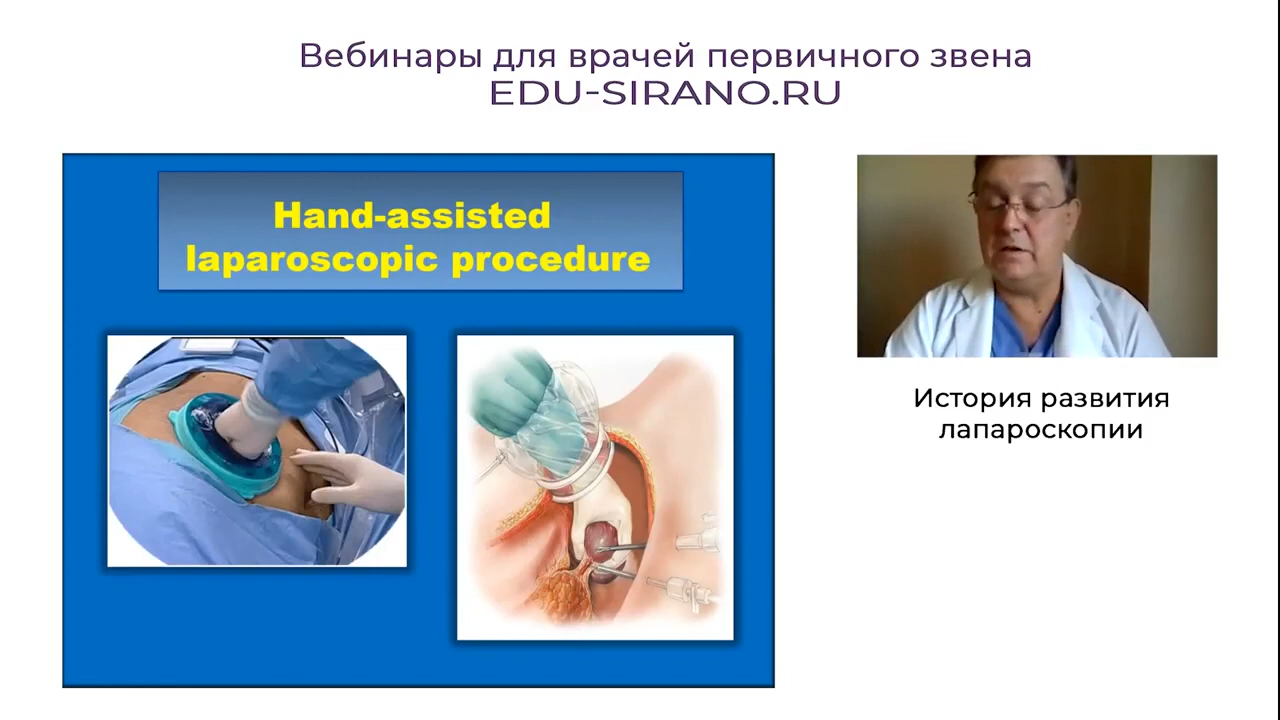 Вебинары для врачей первичного звена
EDU-SIRANO.RU
Hand-assisted
laparoscopic procedure
История развития
лапароскопии